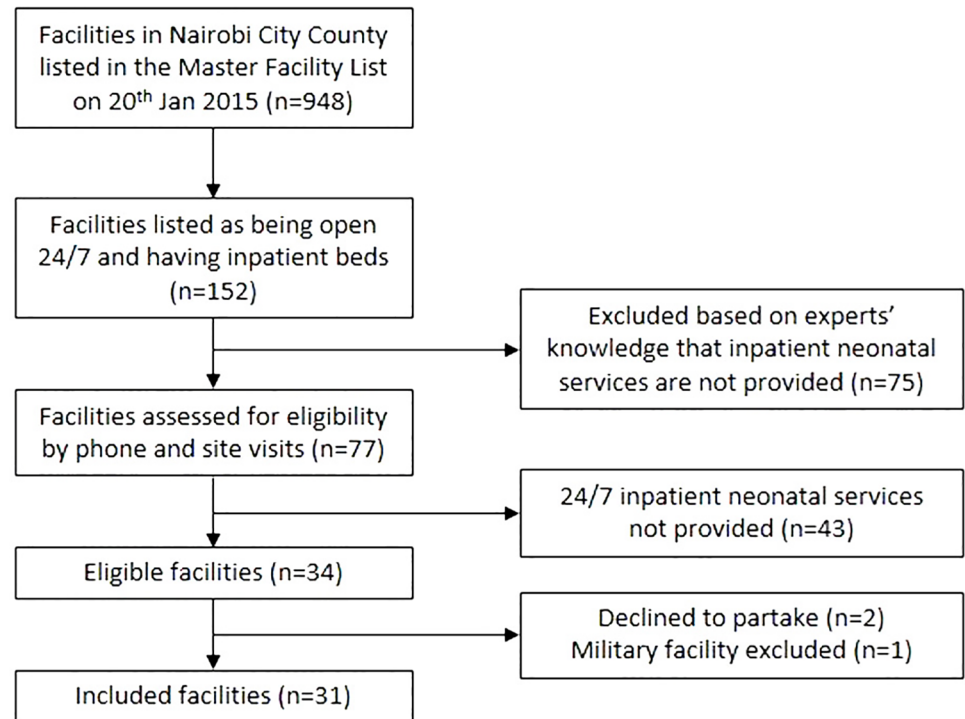 Facilities in Nairobi City County
listed in the Master Facility List
on 20th Jan 2015 (n=948)
Facilities listed as being open
24/7 and having inpatient beds
(n=152)
Excluded based on experts’
knowledge that inpatient neonatal
services are not provided (n=75)
Facilities assessed for eligibility
by phone and site visits (n=77)
24/7 inpatient neonatal services
not provided (n=43)
Eligible facilities (n=34)
Declined to partake (n=2)
Military facility excluded (n=1)
Included facilities (n=31)